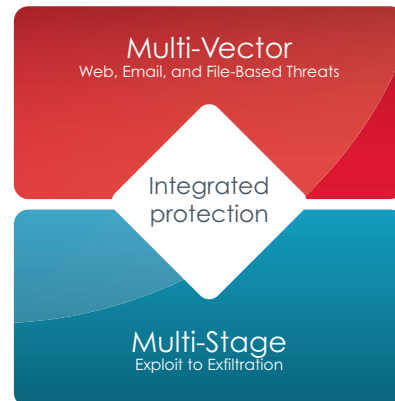 Multi-Vector
Web, Email, and File-Based Threats
Integrated
protection
Multi-Stage
Exploit to Exfiltration